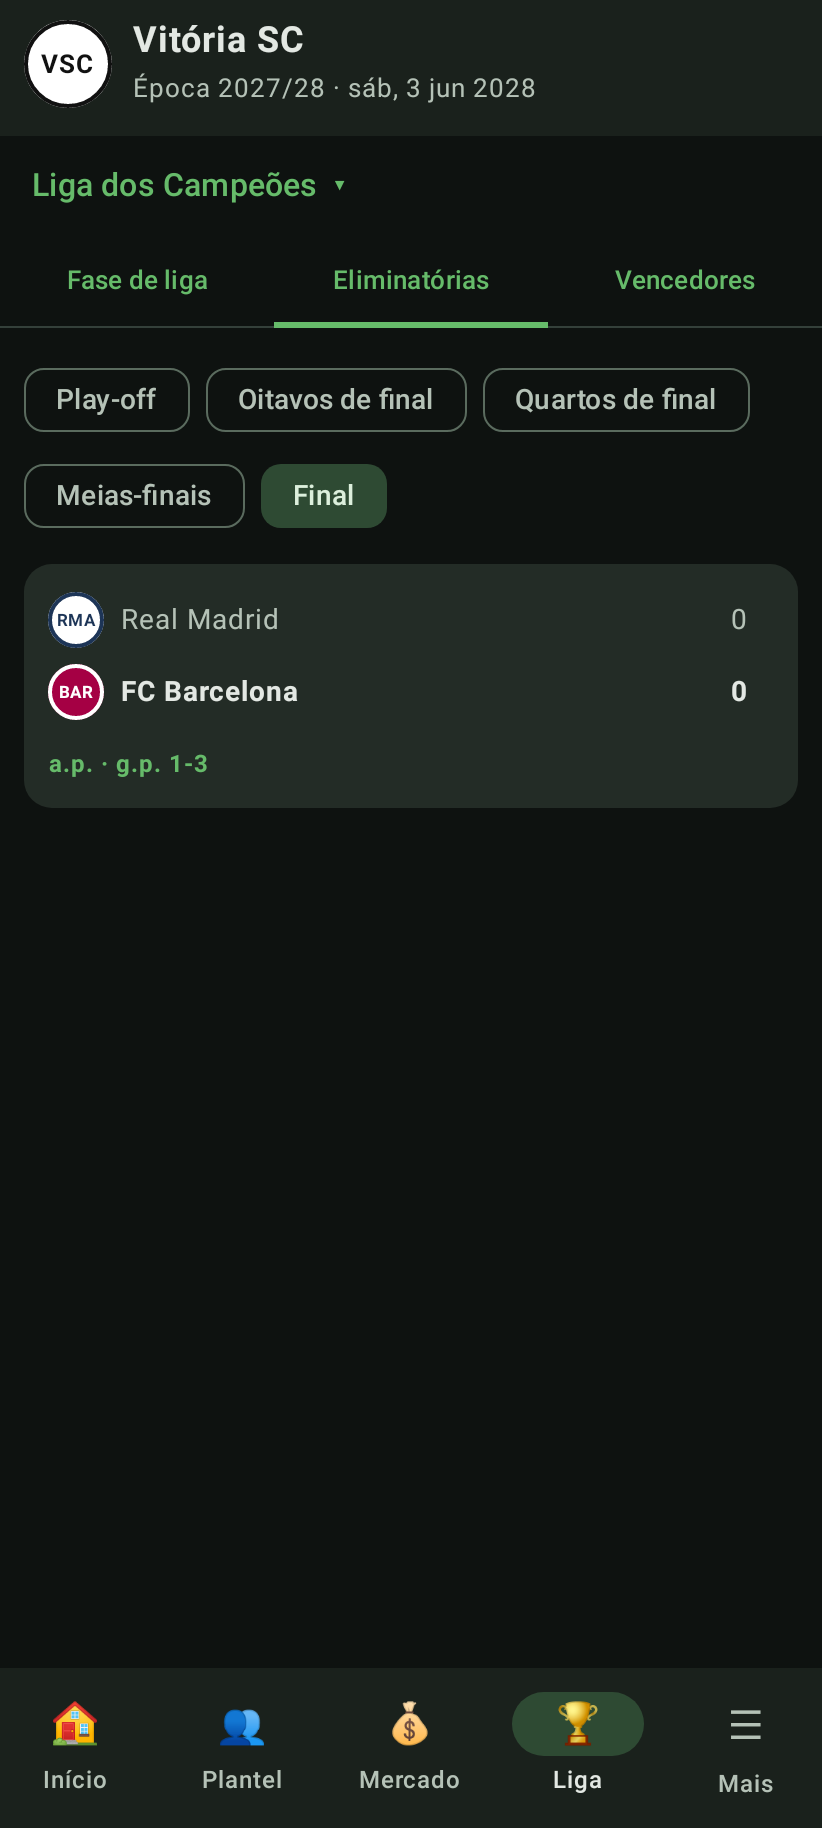 VSC
Vitória SC
Época 2027/28 · sáb, 3 jun 2028
Liga dos Campeões ▾
Fase de liga
Eliminatórias
Vencedores
Play-off
Oitavos de final
Quartos de final
Meias-finais
Final
RMA Real Madrid 0
BAR FC Barcelona 0
a.p. · g.p. 1-3
Início
Plantel
Mercado
Liga
Mais